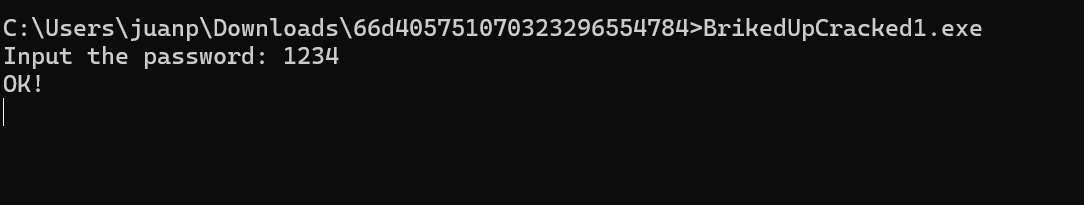 C:\Users\juanp\Downloads\66d405751070323296554784>BrikedUpCracked1.exe
Input the password: 1234
OK!